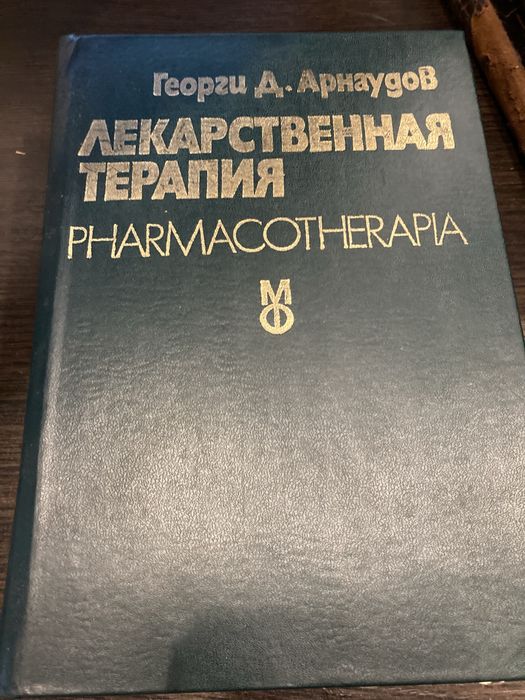 Георги Д. Арнаудов
ЛЕКАРСТВЕННАЯ
ТЕРАПИЯ
PHARMACOTHERAPIA
МФ